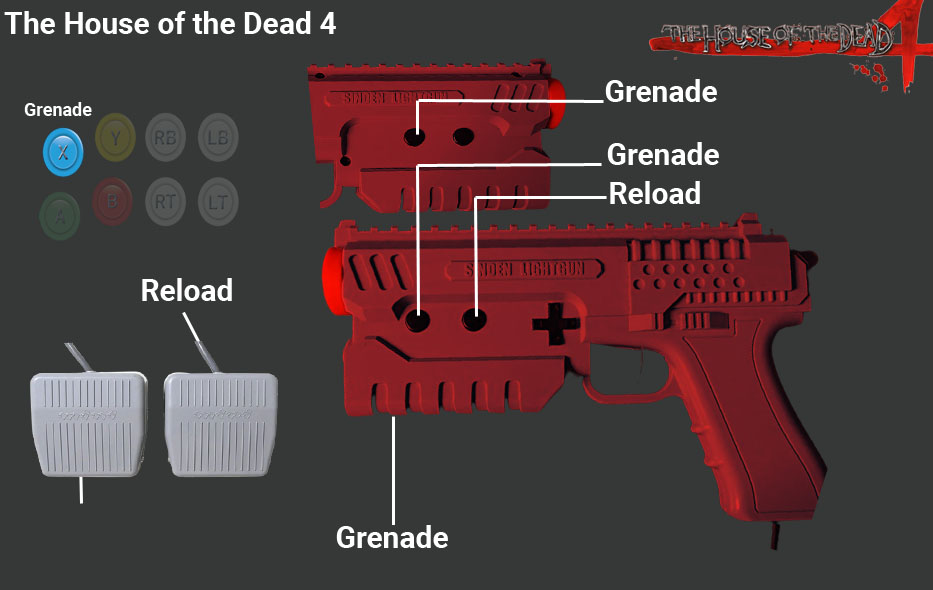 The House of the Dead 4
THE HOUSE OF THE DEAD 4
Grenade
X Y RB LB
A B RT LT
SINDEN LIGHTGUN
Grenade
Grenade
Reload
SINDEN LIGHTGUN
Reload
Grenade